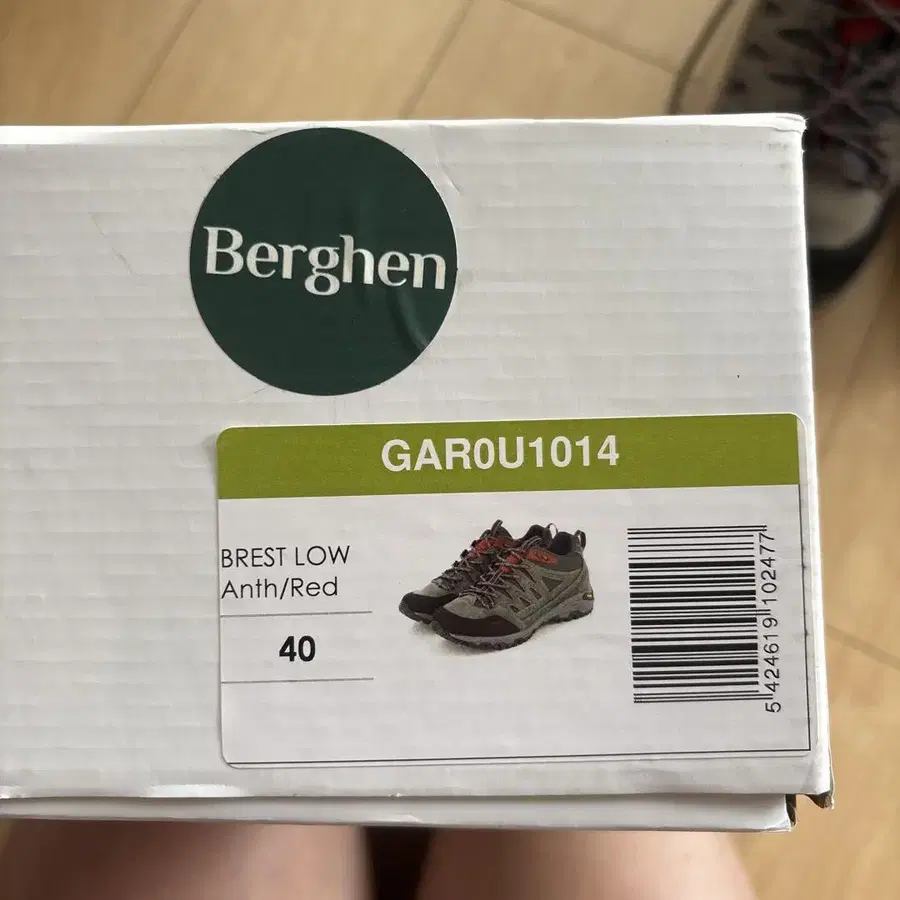 Berghen
GAR0U1014
BREST LOW
Anth/Red
40
5 424619 102477